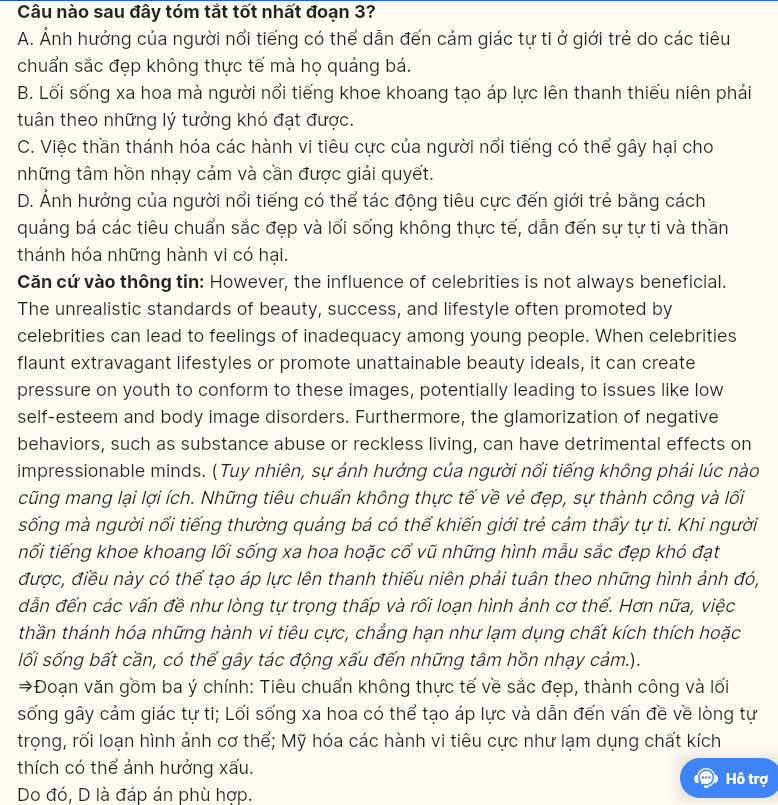 Câu nào sau đây tóm tắt tốt nhất đoạn 3?
A. Ảnh hưởng của người nổi tiếng có thể dẫn đến cảm giác tự ti ở giới trẻ do các tiêu
chuẩn sắc đẹp không thực tế mà họ quảng bá.
B. Lối sống xa hoa mà người nổi tiếng khoe khoang tạo áp lực lên thanh thiếu niên phải
tuân theo những lý tưởng khó đạt được.
C. Việc thần thánh hóa các hành vi tiêu cực của người nổi tiếng có thể gây hại cho
những tâm hồn nhạy cảm và cần được giải quyết.
D. Ảnh hưởng của người nổi tiếng có thể tác động tiêu cực đến giới trẻ bằng cách
quảng bá các tiêu chuẩn sắc đẹp và lối sống không thực tế, dẫn đến sự tự ti và thần
thánh hóa những hành vi có hại.
Căn cứ vào thông tin: However, the influence of celebrities is not always beneficial.
The unrealistic standards of beauty, success, and lifestyle often promoted by
celebrities can lead to feelings of inadequacy among young people. When celebrities
flaunt extravagant lifestyles or promote unattainable beauty ideals, it can create
pressure on youth to conform to these images, potentially leading to issues like low
self-esteem and body image disorders. Furthermore, the glamorization of negative
behaviors, such as substance abuse or reckless living, can have detrimental effects on
impressionable minds. (Tuy nhiên, sự ảnh hưởng của người nổi tiếng không phải lúc nào
cũng mang lại lợi ích. Những tiêu chuẩn không thực tế về vẻ đẹp, sự thành công và lối
sống mà người nổi tiếng thường quảng bá có thể khiến giới trẻ cảm thấy tự ti. Khi người
nổi tiếng khoe khoang lối sống xa hoa hoặc cổ vũ những hình mẫu sắc đẹp khó đạt
được, điều này có thể tạo áp lực lên thanh thiếu niên phải tuân theo những hình ảnh đó,
dẫn đến các vấn đề như lòng tự trọng thấp và rối loạn hình ảnh cơ thể. Hơn nữa, việc
thần thánh hóa những hành vi tiêu cực, chẳng hạn như lạm dụng chất kích thích hoặc
lối sống bất cần, có thể gây tác động xấu đến những tâm hồn nhạy cảm.).
⇒Đoạn văn gồm ba ý chính: Tiêu chuẩn không thực tế về sắc đẹp, thành công và lối
sống gây cảm giác tự ti; Lối sống xa hoa có thể tạo áp lực và dẫn đến vấn đề về lòng tự
trọng, rối loạn hình ảnh cơ thể; Mỹ hóa các hành vi tiêu cực như lạm dụng chất kích
thích có thể ảnh hưởng xấu.
Hỗ trợ
Do đó, D là đáp án phù hợp.